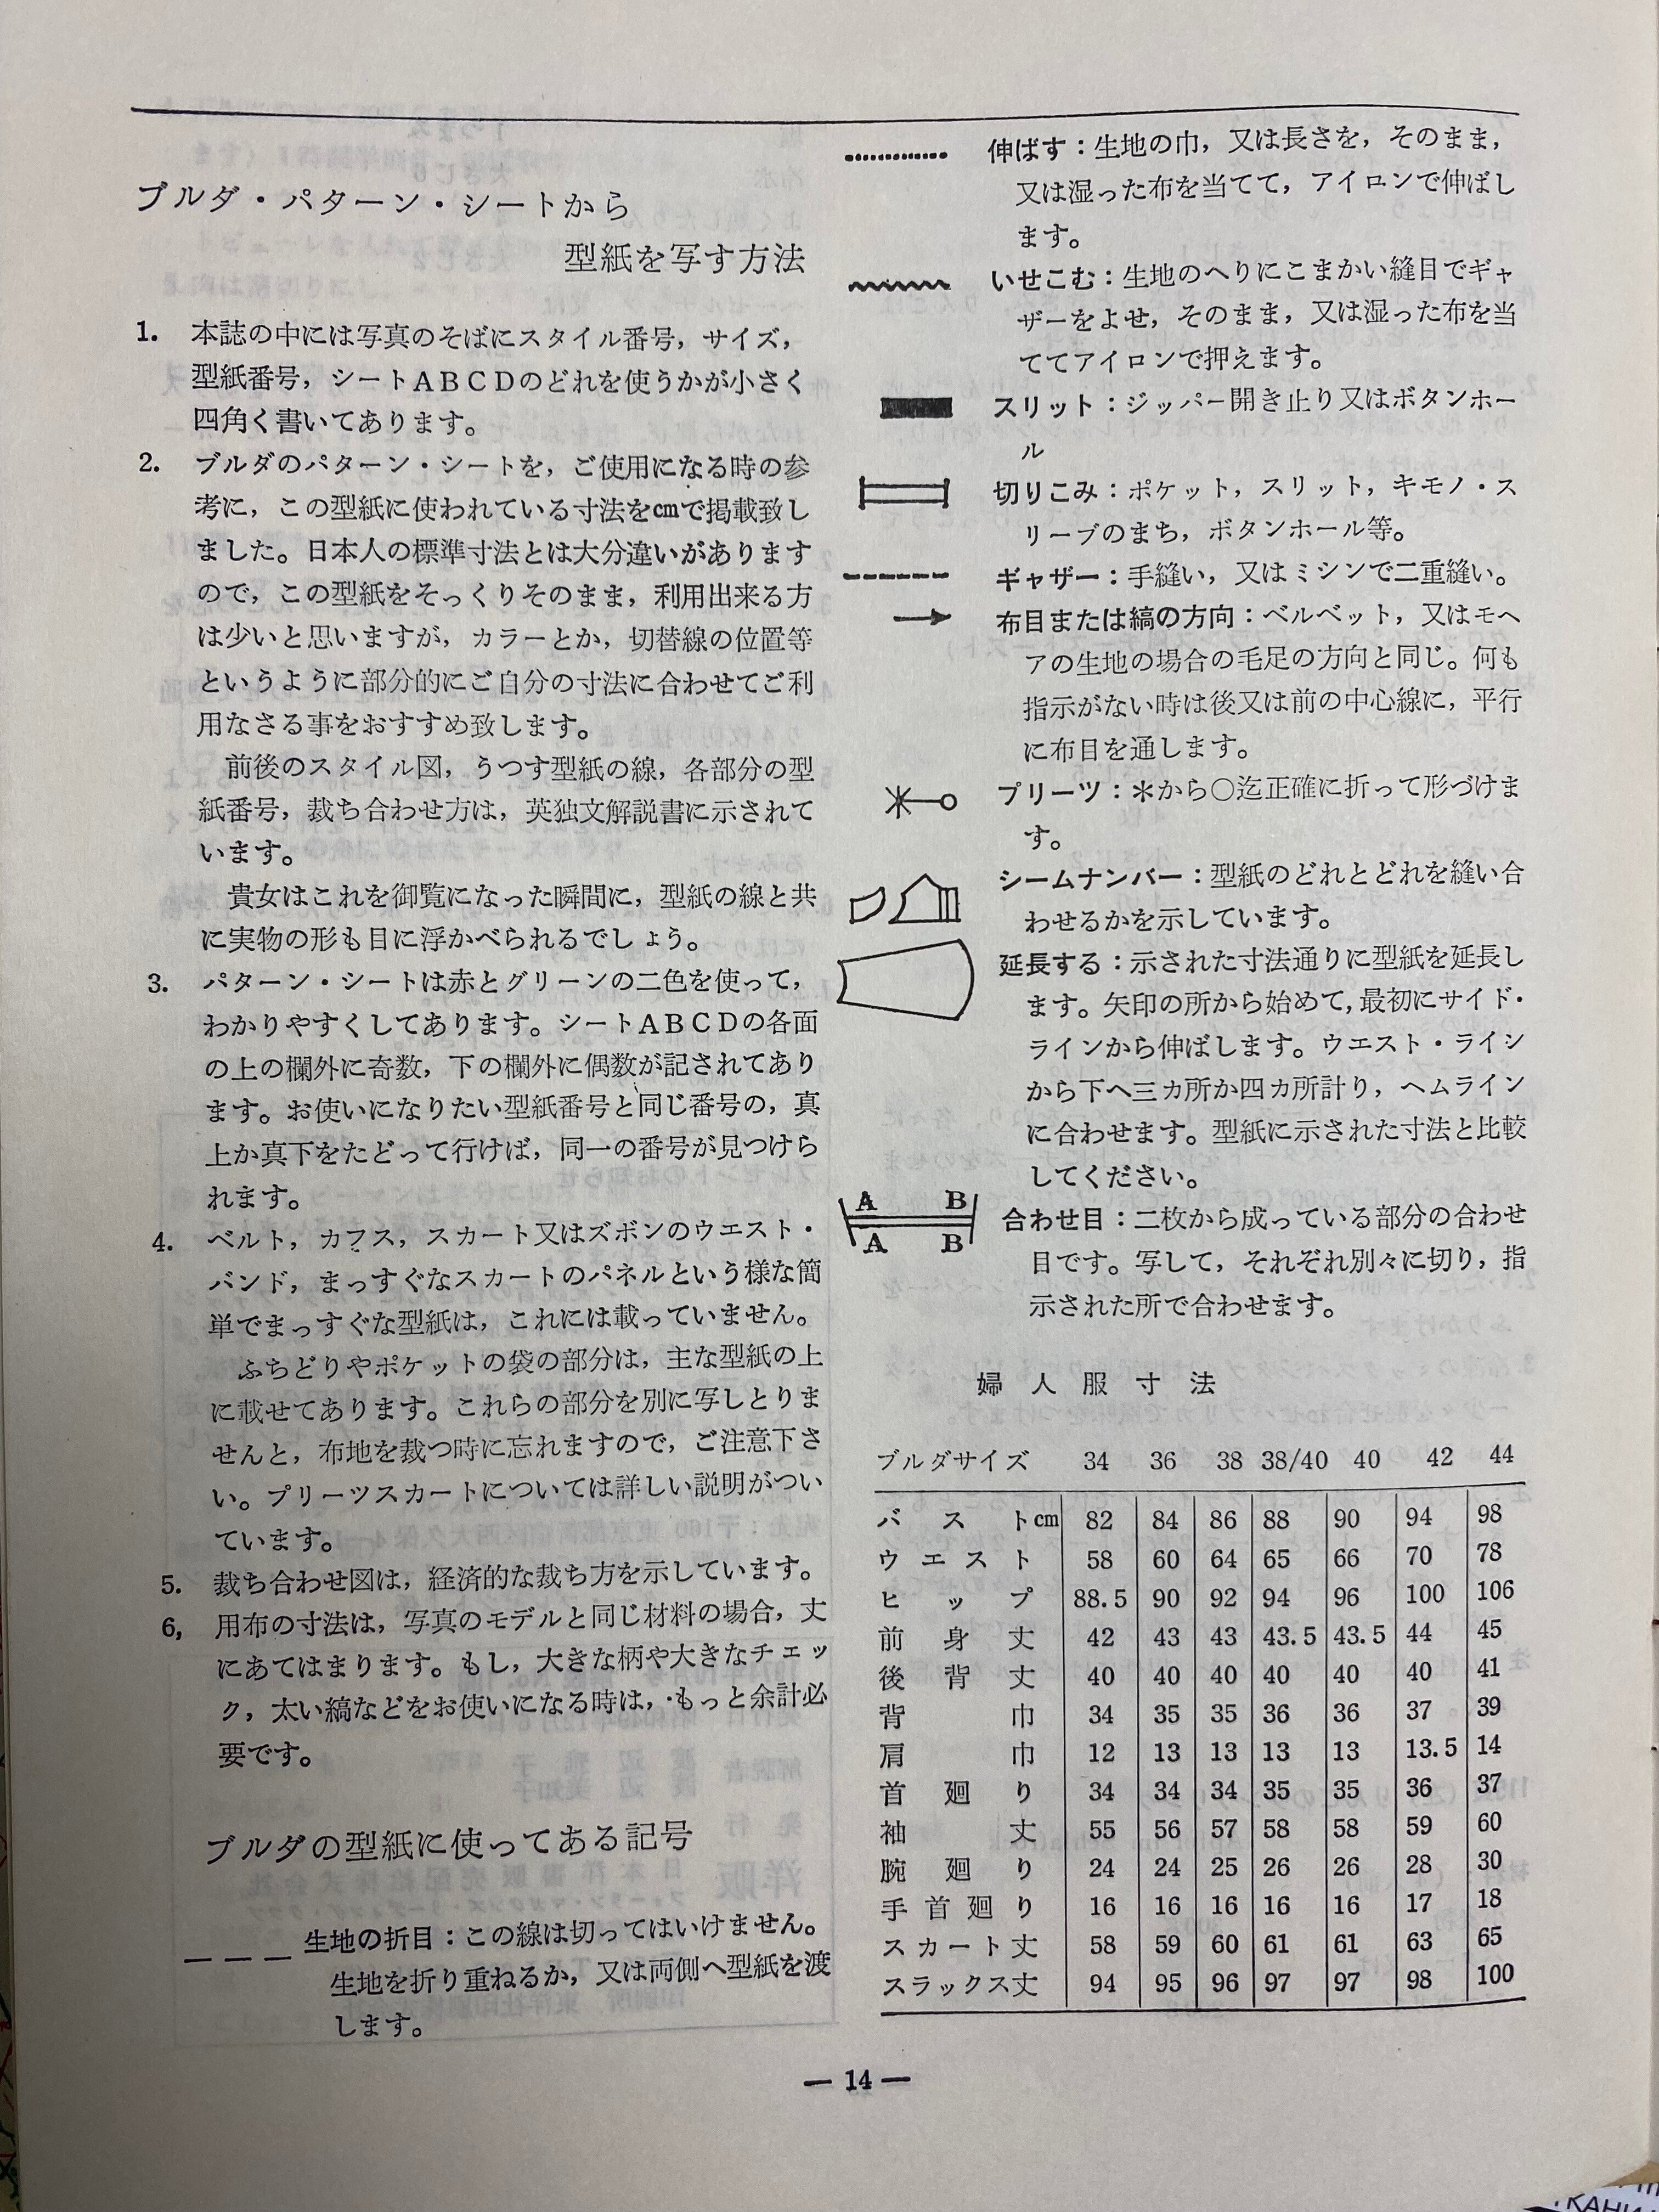 ブルダ・パターン・シートから
型紙を写す方法
1. 本誌の中には写真のそばにスタイル番号，サイズ，
型紙番号，シートＡＢＣＤのどれを使うかが小さく
四角く書いてあります。
2. ブルダのパターン・シートを，ご使用になる時の参
考に，この型紙に使われている寸法を㎝で掲載致し
ました。日本人の標準寸法とは大分違いがあります
ので，この型紙をそっくりそのまま，利用出来る方
は少いと思いますが，カラーとか，切替線の位置等
というように部分的にご自分の寸法に合わせてご利
用なさる事をおすすめ致します。
前後のスタイル図，うつす型紙の線，各部分の型
紙番号，裁ち合わせ方は，英独文解説書に示されて
います。
貴女はこれを御覧になった瞬間に，型紙の線と共
に実物の形も目に浮かべられるでしょう。
3. パターン・シートは赤とグリーンの二色を使って，
わかりやすくしてあります。シートＡＢＣＤの各面
の上の欄外に奇数，下の欄外に偶数が記されてあり
ます。お使いになりたい型紙番号と同じ番号の，真
上か真下をたどって行けば，同一の番号が見つけら
れます。
4. ベルト，カフス，スカート又はズボンのウエスト・
バンド，まっすぐなスカートのパネルという様な簡
単でまっすぐな型紙は，これには載っていません。
ふちどりやポケットの袋の部分は，主な型紙の上
に載せてあります。これらの部分を別に写しとりま
せんと，布地を裁つ時に忘れますので，ご注意下さ
い。プリーツスカートについては詳しい説明がつい
ています。
5. 裁ち合わせ図は，経済的な裁ち方を示しています。
6, 用布の寸法は，写真のモデルと同じ材料の場合，丈
にあてはまります。もし，大きな柄や大きなチェッ
ク，太い縞などをお使いになる時は，もっと余計必
要です。
ブルダの型紙に使ってある記号
生地の折目：この線は切ってはいけません。
生地を折り重ねるか，又は両側へ型紙を渡
します。
伸ばす：生地の巾，又は長さを，そのまま，
又は湿った布を当てて，アイロンで伸ばし
ます。
いせこむ：生地のへりにこまかい縫目でギャ
ザーをよせ，そのまま，又は湿った布を当
ててアイロンで押えます。
スリット：ジッパー開き止り又はボタンホー
ル
切りこみ：ポケット，スリット，キモノ・ス
リーブのまち，ボタンホール等。
ギャザー：手縫い，又はミシンで二重縫い。
布目または縞の方向：ベルベット，又はモヘ
アの生地の場合の毛足の方向と同じ。何も
指示がない時は後又は前の中心線に，平行
に布目を通します。
プリーツ：＊から○迄正確に折って形づけま
す。
シームナンバー：型紙のどれとどれを縫い合
わせるかを示しています。
延長する：示された寸法通りに型紙を延長し
ます。矢印の所から始めて，最初にサイド・
ラインから伸ばします。ウエスト・ライン
から下へ三カ所か四カ所計り，ヘムライン
に合わせます。型紙に示された寸法と比較
してください。
A B
A B
合わせ目：二枚から成っている部分の合わせ
目です。写して，それぞれ別々に切り，指
示された所で合わせます。
婦人服寸法
ブルダサイズ 34 36 38 38/40 40 42 44
バスト㎝ 82 84 86 88 90 94 98
ウエスト 58 60 64 65 66 70 78
ヒップ 88.5 90 92 94 96 100 106
前身丈 42 43 43 43.5 43.5 44 45
後背丈 40 40 40 40 40 40 41
背巾 34 35 35 36 36 37 39
肩巾 12 13 13 13 13 13.5 14
首廻り 34 34 34 35 35 36 37
袖丈 55 56 57 58 58 59 60
腕廻り 24 24 25 26 26 28 30
手首廻り 16 16 16 16 16 17 18
スカート丈 58 59 60 61 61 63 65
スラックス丈 94 95 96 97 97 98 100
— 14 —